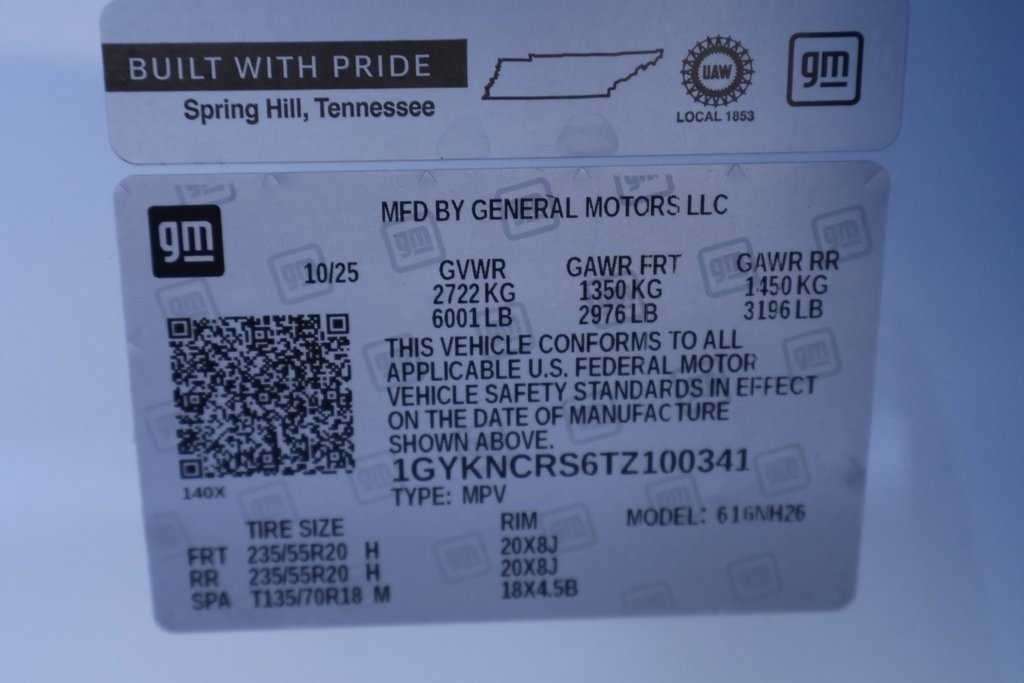 BUILT WITH PRIDE
Spring Hill, Tennessee
UAW
LOCAL 1853
gm
gm
MFD BY GENERAL MOTORS LLC
10/25 GVWR GAWR FRT GAWR RR
2722 KG 1350 KG 1450 KG
6001 LB 2976 LB 3196 LB
THIS VEHICLE CONFORMS TO ALL
APPLICABLE U.S. FEDERAL MOTOR
VEHICLE SAFETY STANDARDS IN EFFECT
ON THE DATE OF MANUFACTURE
SHOWN ABOVE.
1GYKNCRS6TZ100341
140X
TYPE: MPV
TIRE SIZE RIM MODEL: 616NH26
FRT 235/55R20 H 20X8J
RR 235/55R20 H 20X8J
SPA T135/70R18 M 18X4.5B